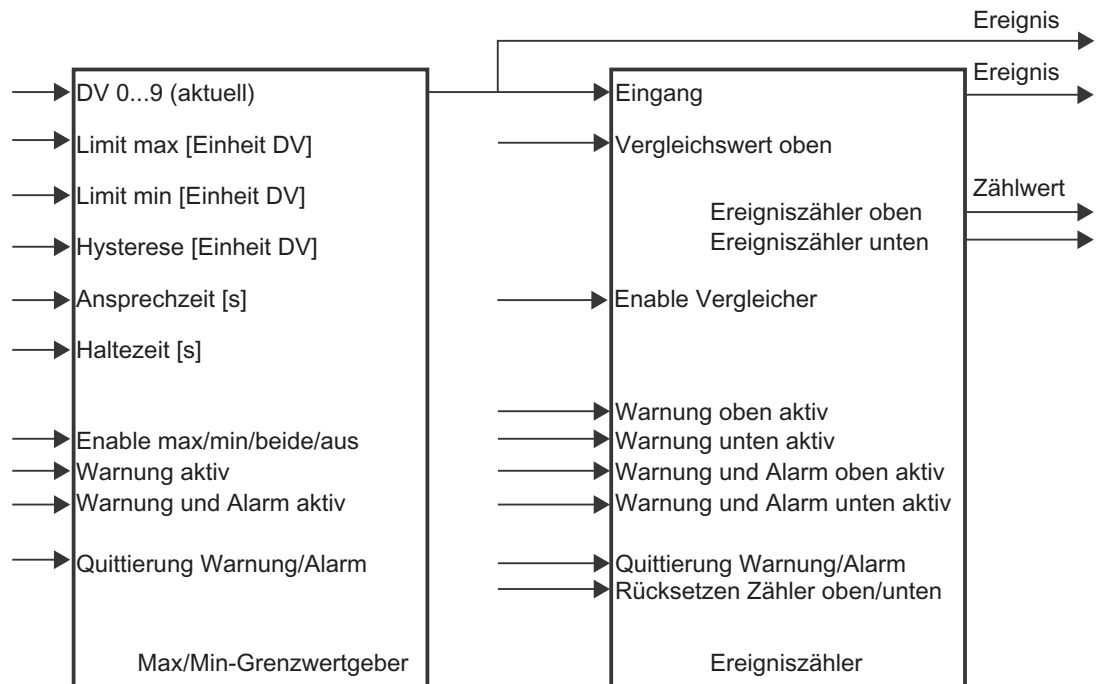 Ereignis
Ereignis
DV 0...9 (aktuell)
Limit max [Einheit DV]
Limit min [Einheit DV]
Hysterese [Einheit DV]
Ansprechzeit [s]
Haltezeit [s]
Enable max/min/beide/aus
Warnung aktiv
Warnung und Alarm aktiv
Quittierung Warnung/Alarm
Max/Min-Grenzwertgeber
Eingang
Vergleichswert oben
Zählwert
Ereigniszähler oben
Ereigniszähler unten
Enable Vergleicher
Warnung oben aktiv
Warnung unten aktiv
Warnung und Alarm oben aktiv
Warnung und Alarm unten aktiv
Quittierung Warnung/Alarm
Rücksetzen Zähler oben/unten
Ereigniszähler